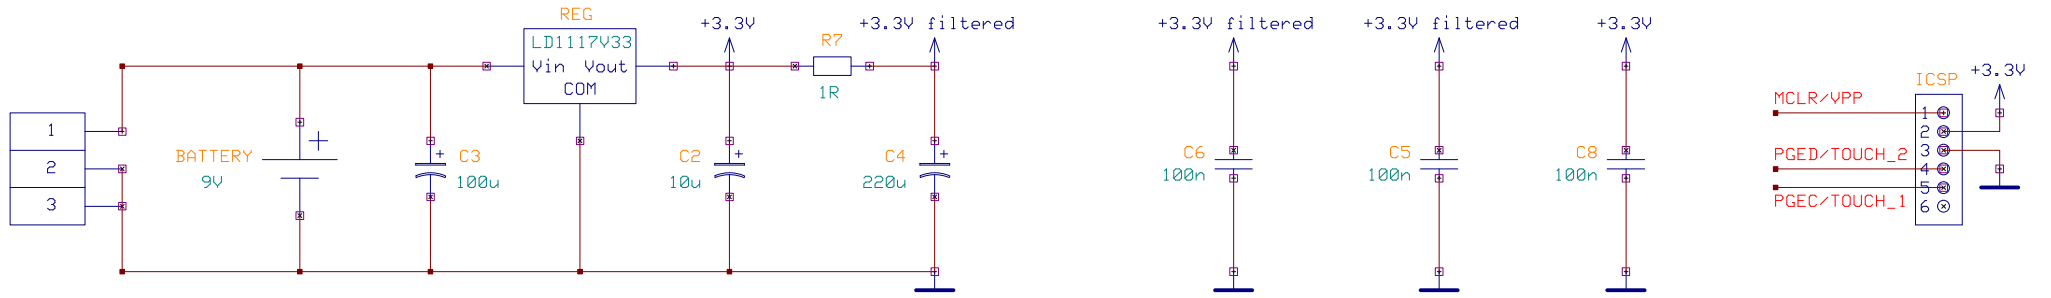 REG
LD1117V33
Vin Vout
COM
1
2
3
BATTERY
9V
+
C3
100u
+
+3.3V
C2
10u
+
R7
1R
+3.3V filtered
C4
220u
+
+3.3V filtered
C6
100n
+3.3V filtered
C5
100n
+3.3V
C8
100n
MCLR/VPP
PGED/TOUCH_2
PGEC/TOUCH_1
ICSP
+3.3V
1
2
3
4
5
6